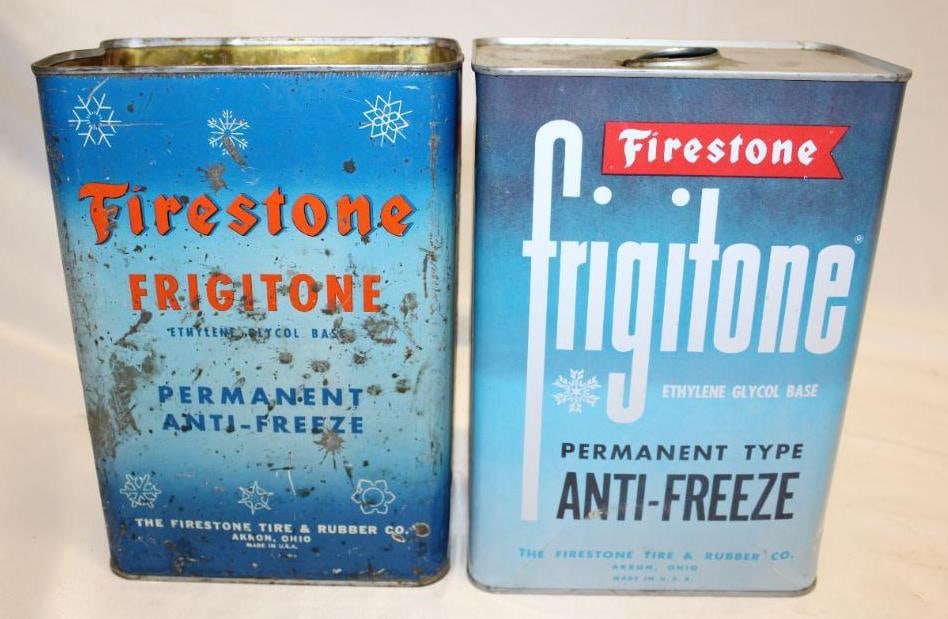 Firestone
FRIGITONE
ETHYLENE GLYCOL BASE
PERMANENT
ANTI-FREEZE
THE FIRESTONE TIRE & RUBBER CO.
AKRON, OHIO
MADE IN U.S.A.
Firestone
frigitone®
ETHYLENE GLYCOL BASE
PERMANENT TYPE
ANTI-FREEZE
THE FIRESTONE TIRE & RUBBER CO.
AKRON, OHIO
MADE IN U.S.A.